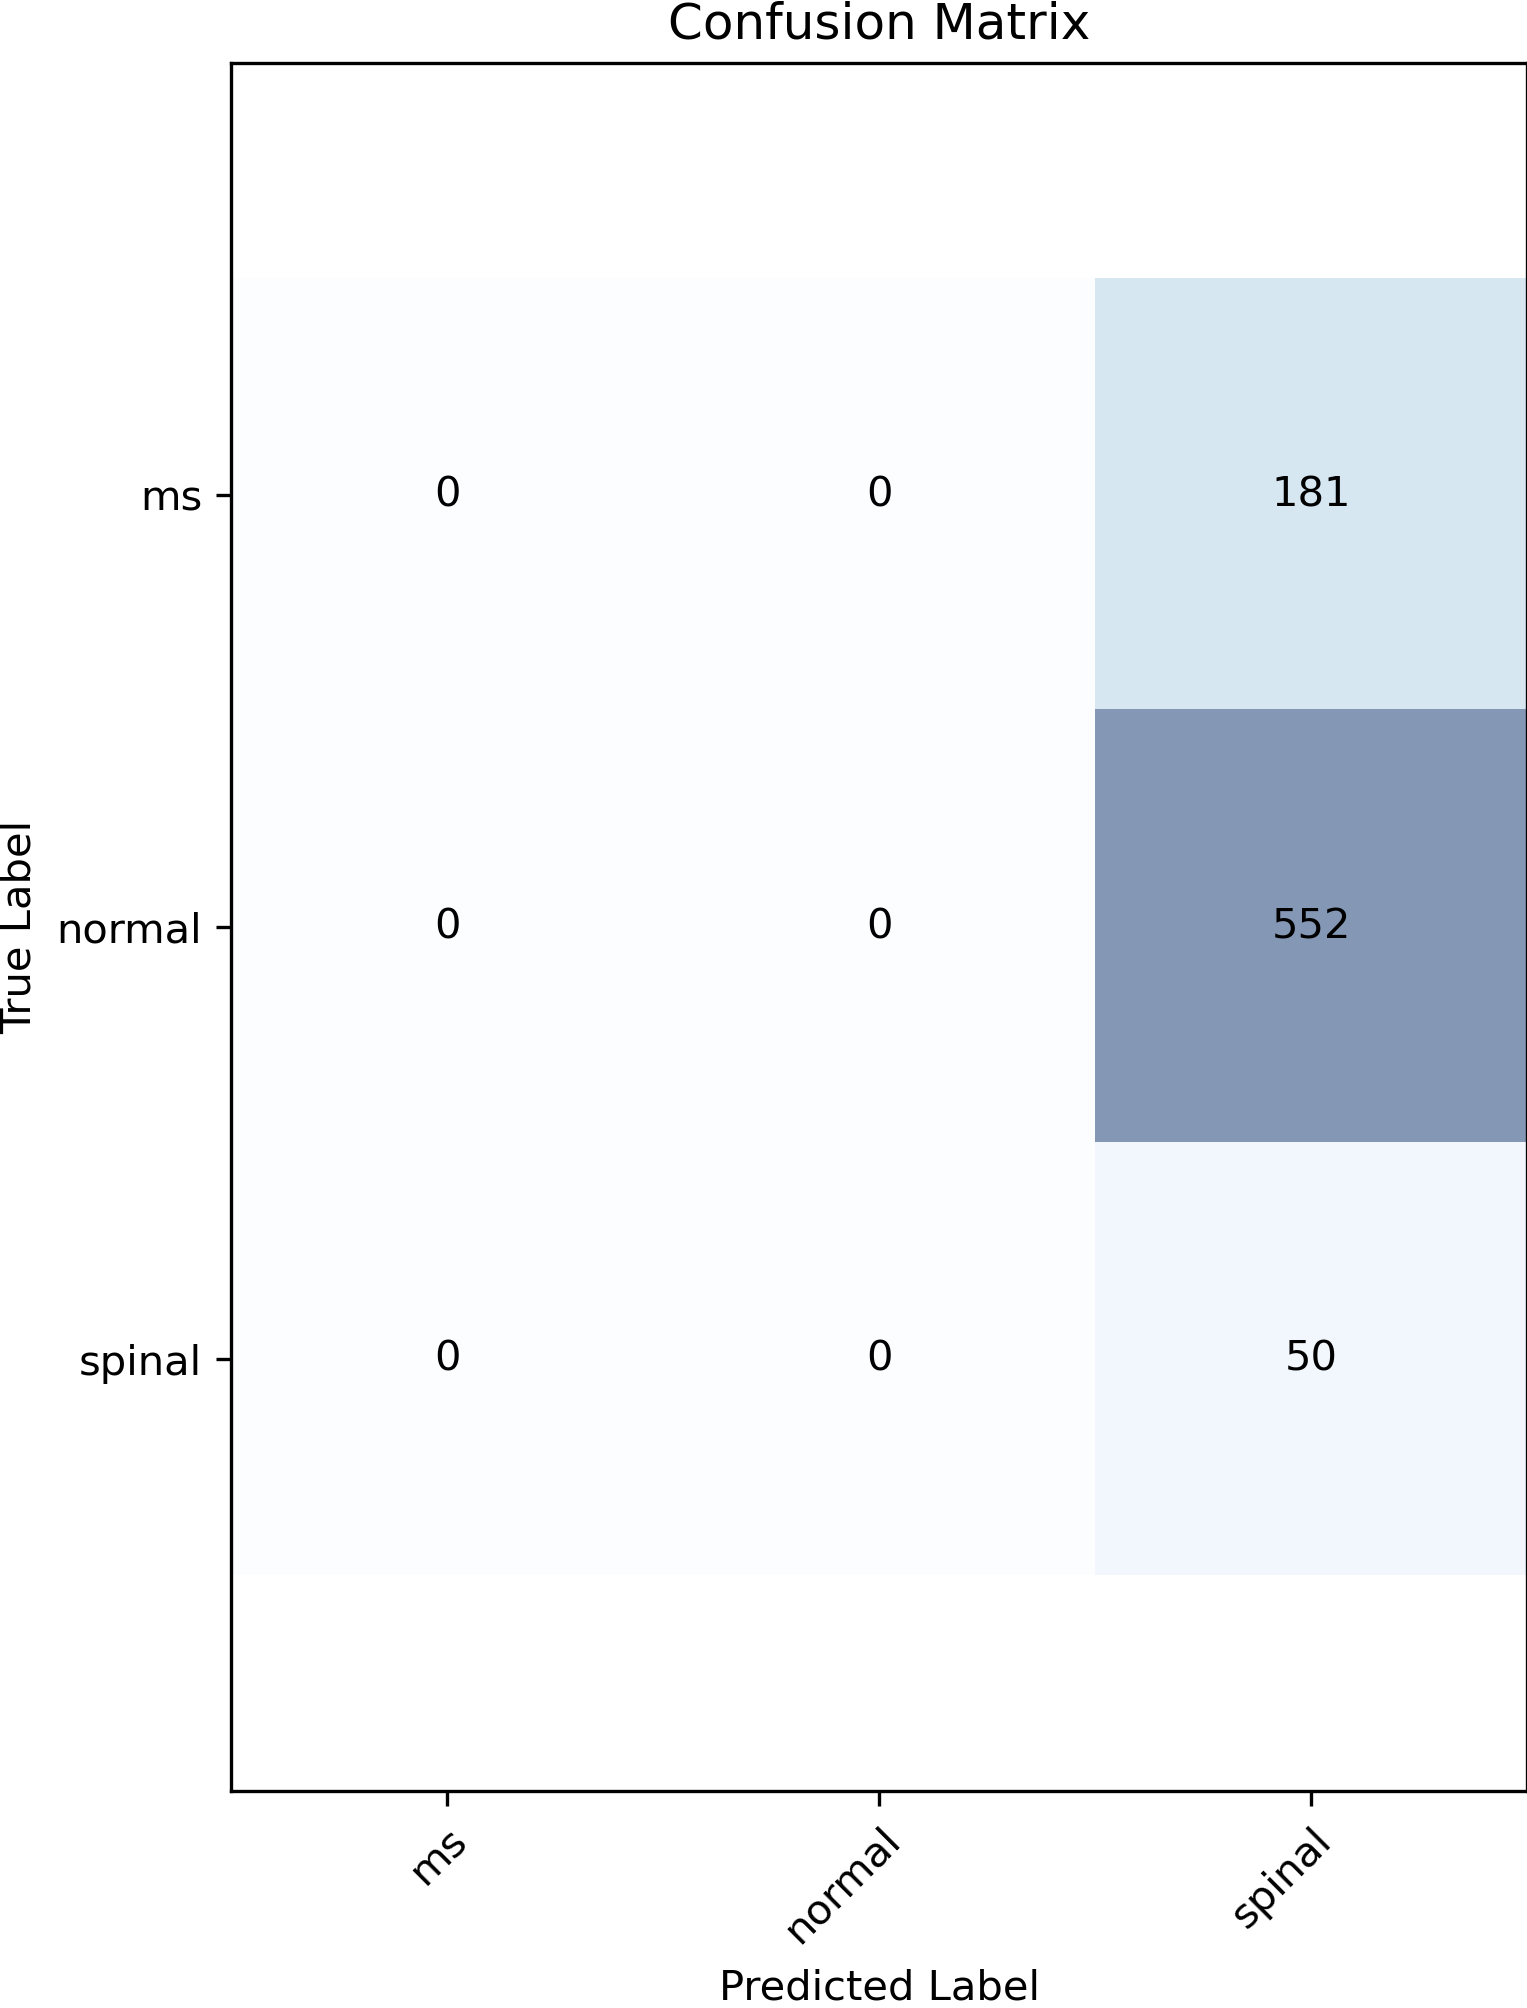 Confusion Matrix
True Label
ms
0 0 181
normal
0 0 552
spinal
0 0 50
ms normal spinal
Predicted Label